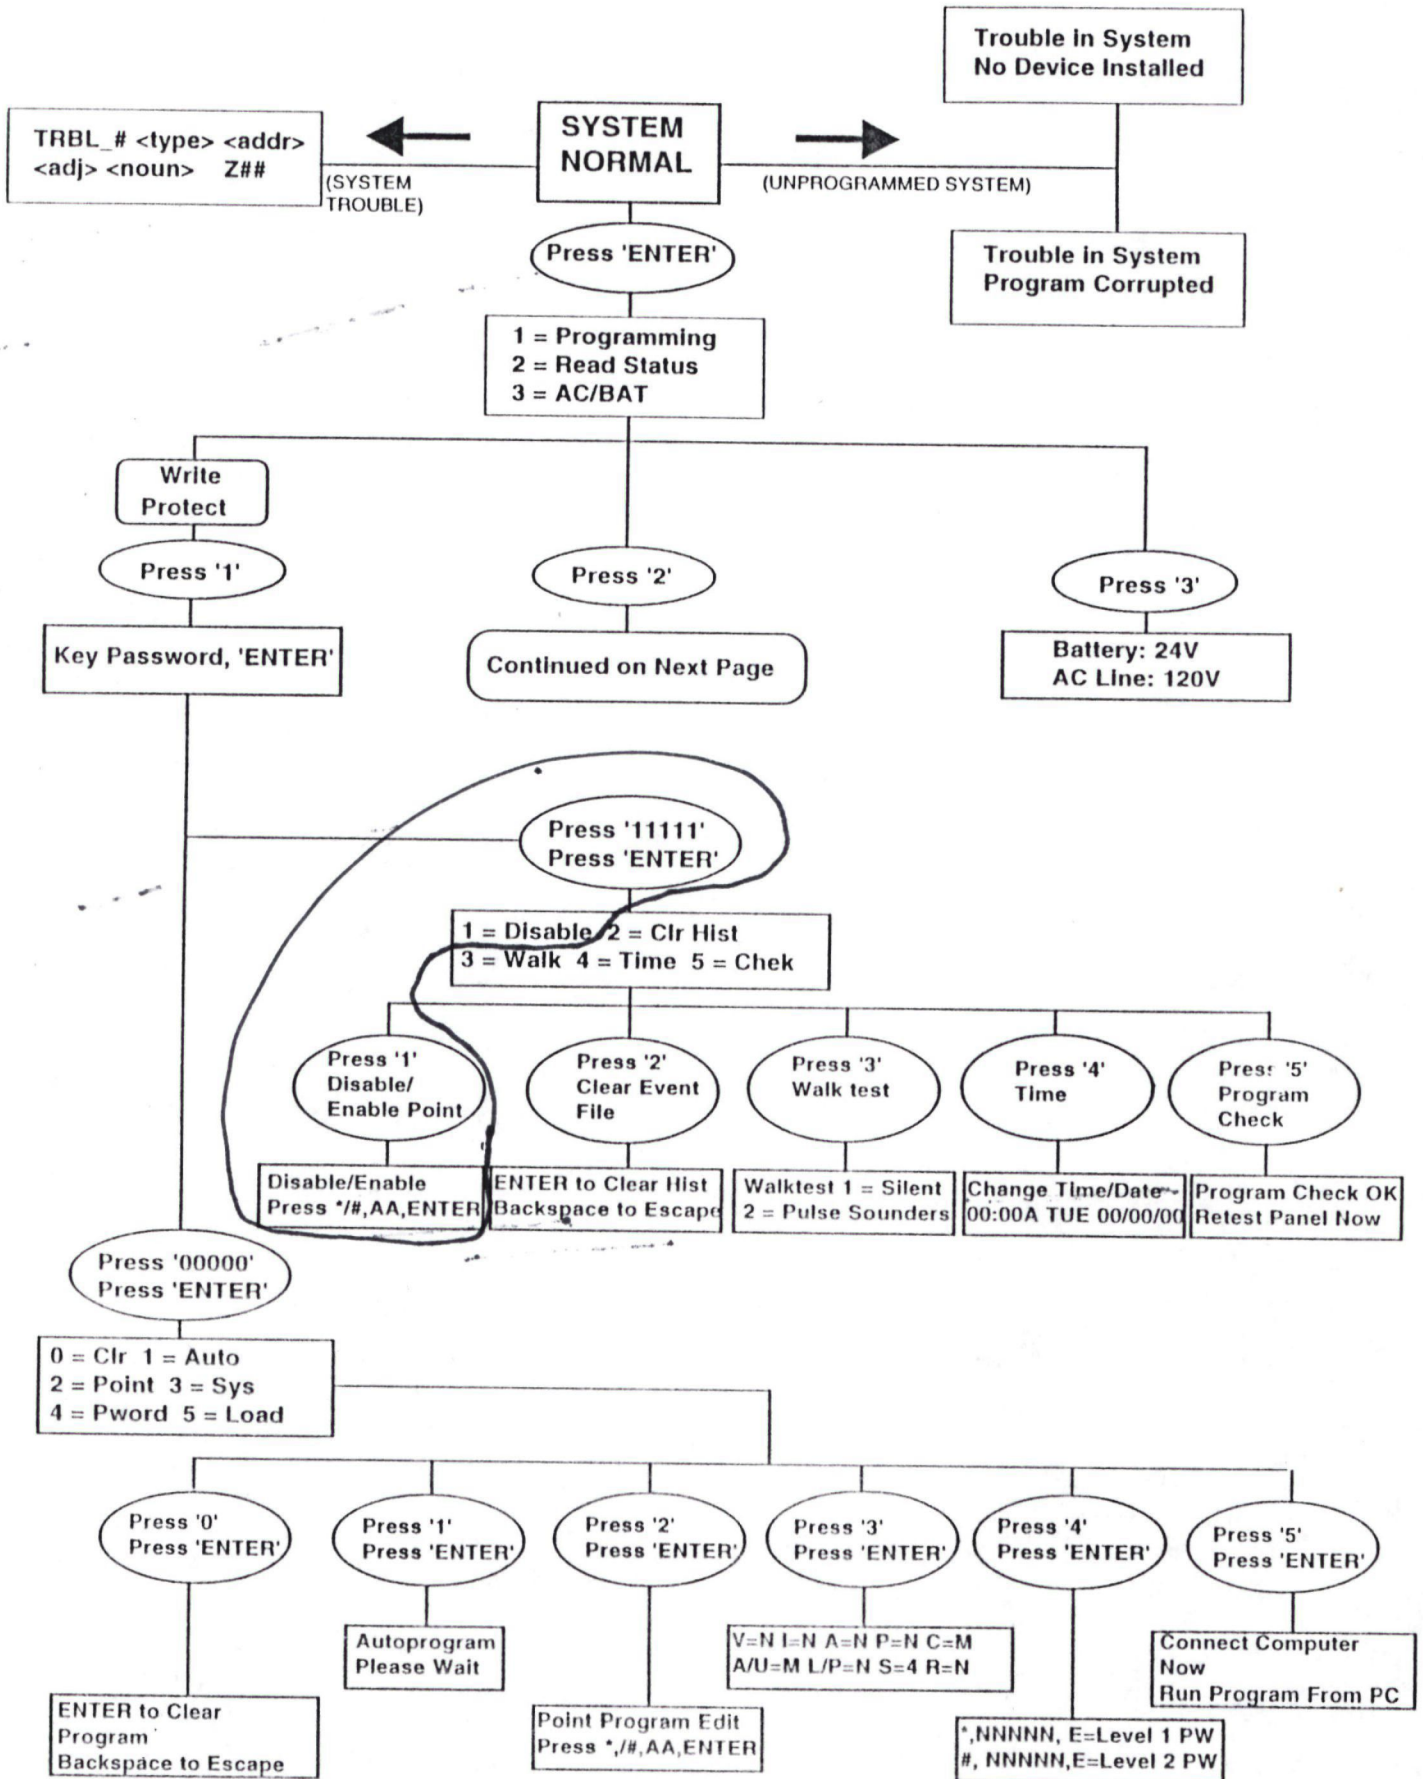 Trouble in System
No Device Installed
TRBL_# <type> <addr>
<adj> <noun> Z##
(SYSTEM
TROUBLE)
SYSTEM
NORMAL
(UNPROGRAMMED SYSTEM)
Trouble in System
Program Corrupted
Press 'ENTER'
1 = Programming
2 = Read Status
3 = AC/BAT
Write
Protect
Press '1'
Press '2'
Press '3'
Key Password, 'ENTER'
Continued on Next Page
Battery: 24V
AC Line: 120V
Press '11111'
Press 'ENTER'
1 = Disable 2 = Clr Hist
3 = Walk 4 = Time 5 = Chek
Press '1'
Disable/
Enable Point
Press '2'
Clear Event
File
Press '3'
Walk test
Press '4'
Time
Press '5'
Program
Check
Disable/Enable
Press */#,AA,ENTER
ENTER to Clear Hist
Backspace to Escape
Walktest 1 = Silent
2 = Pulse Sounders
Change Time/Date
00:00A TUE 00/00/00
Program Check OK
Retest Panel Now
Press '00000'
Press 'ENTER'
0 = Clr 1 = Auto
2 = Point 3 = Sys
4 = Pword 5 = Load
Press '0'
Press 'ENTER'
Press '1'
Press 'ENTER'
Press '2'
Press 'ENTER'
Press '3'
Press 'ENTER'
Press '4'
Press 'ENTER'
Press '5'
Press 'ENTER'
ENTER to Clear
Program
Backspace to Escape
Autoprogram
Please Wait
Point Program Edit
Press *,/#,AA,ENTER
V=N I=N A=N P=N C=M
A/U=M L/P=N S=4 R=N
*,NNNNN, E=Level 1 PW
#, NNNNN,E=Level 2 PW
Connect Computer
Now
Run Program From PC